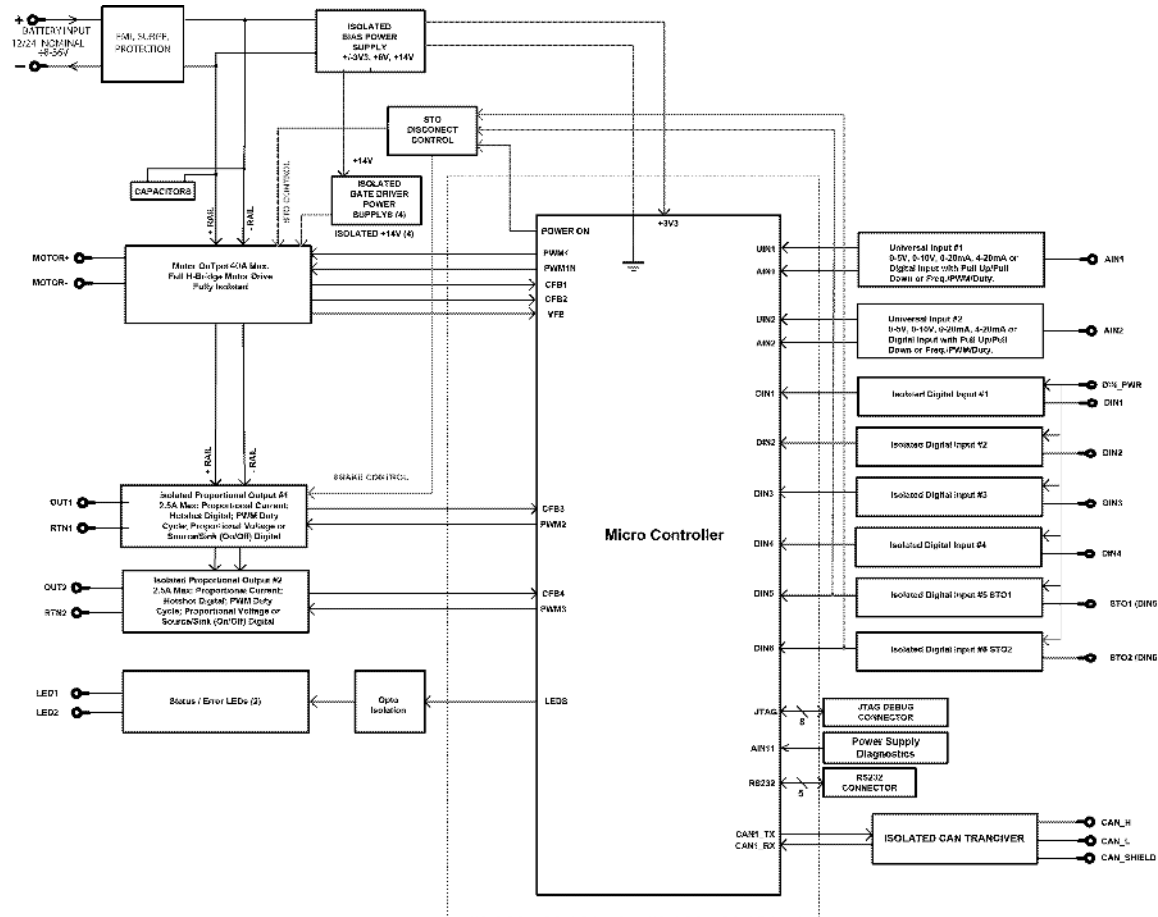 BATTERY INPUT
12/24 NOMINAL
EMI, SURGE,
PROTECTION
ISOLATED
BIAS POWER
SUPPLY
+/-3V3, +6V, +14V
STO
DISCONECT
CONTROL
+14V
ISOLATED
GATE DRIVER
POWER
SUPPLYS (4)
ISOLATED +14V (4)
CAPACITORS
STO CONTROL
+ RAIL
- RAIL
+3V3
MOTOR+
MOTOR-
Motor OuTput 40A Max.
Full H-Bridge Motor Drive
Fully Isolated
POWER ON
PWM1
PWM1N
CFB1
CFB2
VFB
Micro Controller
UIN1
AIN1
Universal Input #1
0-5V, 0-10V, 0-20mA, 4-20mA or
Digital Input with Pull Up/Pull
Down or Freq./PWM/Duty.
AIN1
UIN2
AIN2
Universal Input #2
0-5V, 0-10V, 0-20mA, 4-20mA or
Digital Input with Pull Up/Pull
Down or Freq./PWM/Duty.
AIN2
DIN1
Isolated Digital Input #1
DIN_PWR
DIN1
DIN2
Isolated Digital Input #2
DIN2
DIN3
Isolated Digital Input #3
DIN3
DIN4
Isolated Digital Input #4
DIN4
DIN5
Isolated Digital Input #5 STO1
STO1 (DIN5
DIN6
Isolated Digital Input #6 STO2
STO2 (DIN6
+ RAIL
- RAIL
BRAKE CONTROL
OUT1
RTN1
Isolated Proportional Output #1
2.5A Max: Proportional Current;
Hotshot Digital; PWM Duty
Cycle; Proportional Voltage or
Source/Sink (On/Off) Digital
CFB3
PWM2
OUT2
RTN2
Isolated Proportional Output #2
2.5A Max: Proportional Current;
Hotshot Digital; PWM Duty
Cycle; Proportional Voltage or
Source/Sink (On/Off) Digital
CFB4
PWM3
LED1
LED2
Status / Error LEDs (2)
Opto
Isolation
LEDS
JTAG
8
JTAG DEBUG
CONNECTOR
AIN11
Power Supply
Diagnostics
RS232
5
RS232
CONNECTOR
CAN1_TX
CAN1_RX
ISOLATED CAN TRANCIVER
CAN_H
CAN_L
CAN_SHIELD